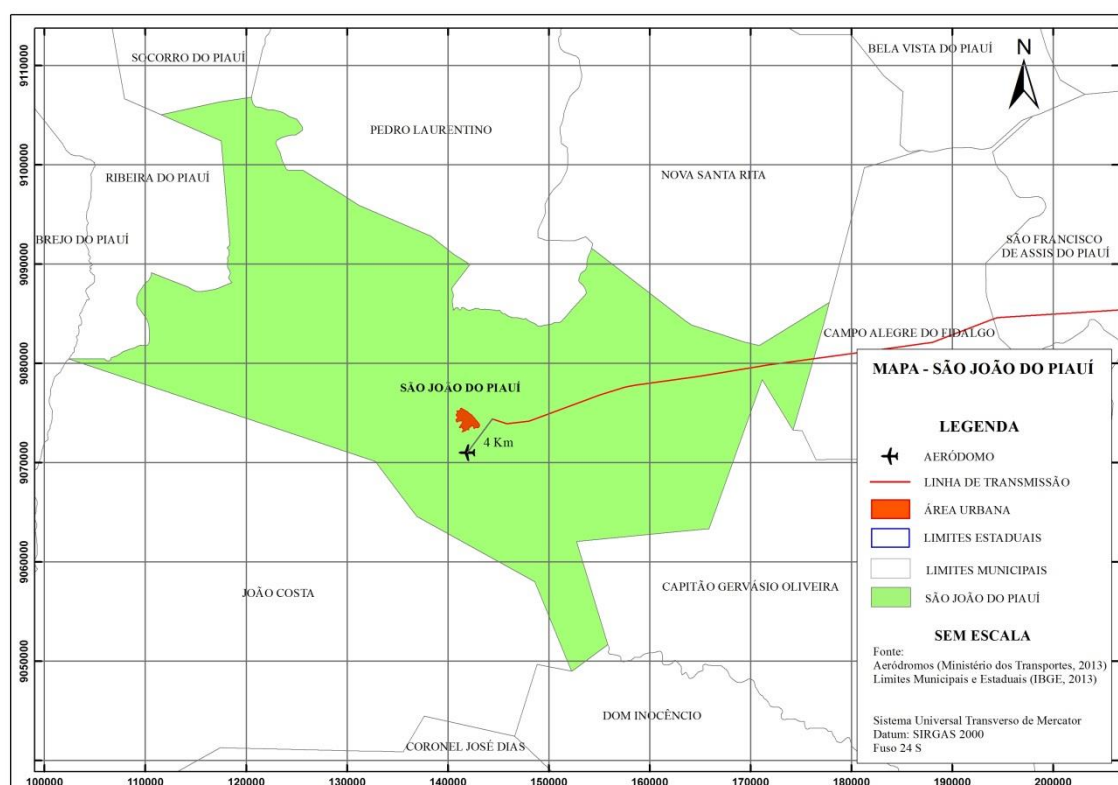 SOCORRO DO PIAUÍ
BELA VISTA DO PIAUÍ
N
PEDRO LAURENTINO
RIBEIRA DO PIAUÍ
NOVA SANTA RITA
BREJO DO PIAUÍ
SÃO FRANCISCO
DE ASSIS DO PIAUÍ
CAMPO ALEGRE DO FIDALGO
SÃO JOÃO DO PIAUÍ
4 Km
JOÃO COSTA
CAPITÃO GERVÁSIO OLIVEIRA
DOM INOCÊNCIO
CORONEL JOSÉ DIAS
9110000
9100000
9090000
9080000
9070000
9060000
9050000
100000
110000
120000
130000
140000
150000
160000
170000
180000
190000
200000
MAPA - SÃO JOÃO DO PIAUÍ
LEGENDA
AERÓDOMO
LINHA DE TRANSMISSÃO
ÁREA URBANA
LIMITES ESTADUAIS
LIMITES MUNICIPAIS
SÃO JOÃO DO PIAUÍ
SEM ESCALA
Fonte:
Aeródromos (Ministério dos Transportes, 2013)
Limites Municipais e Estaduais (IBGE, 2013)
Sistema Universal Transverso de Mercator
Datum: SIRGAS 2000
Fuso 24 S